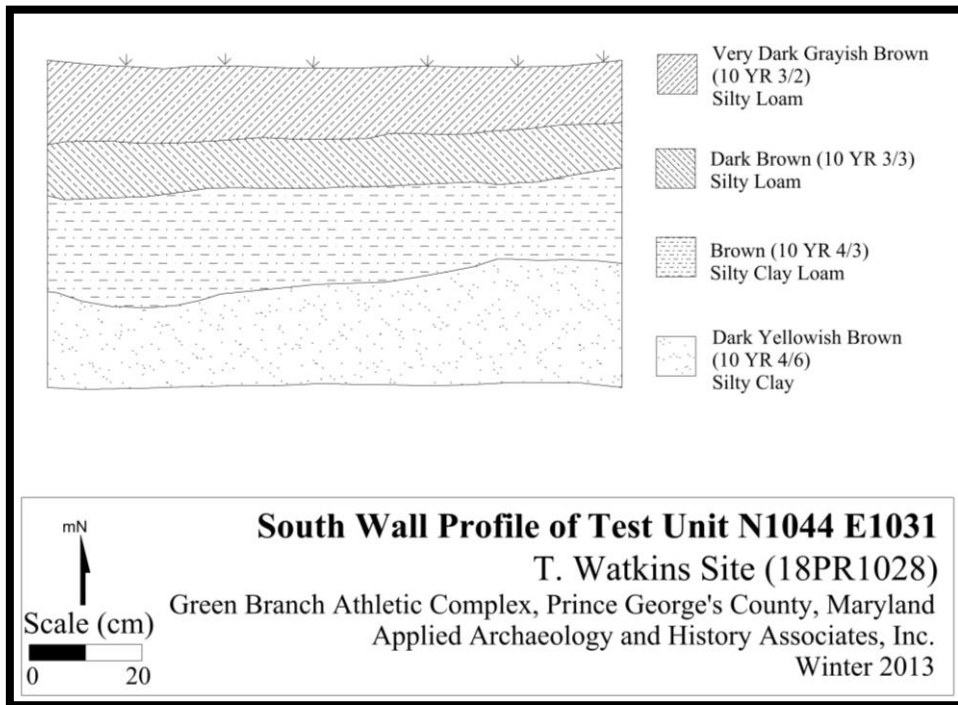 Very Dark Grayish Brown
(10 YR 3/2)
Silty Loam
Dark Brown (10 YR 3/3)
Silty Loam
Brown (10 YR 4/3)
Silty Clay Loam
Dark Yellowish Brown
(10 YR 4/6)
Silty Clay
mN
Scale (cm)
0 20
South Wall Profile of Test Unit N1044 E1031
T. Watkins Site (18PR1028)
Green Branch Athletic Complex, Prince George's County, Maryland
Applied Archaeology and History Associates, Inc.
Winter 2013